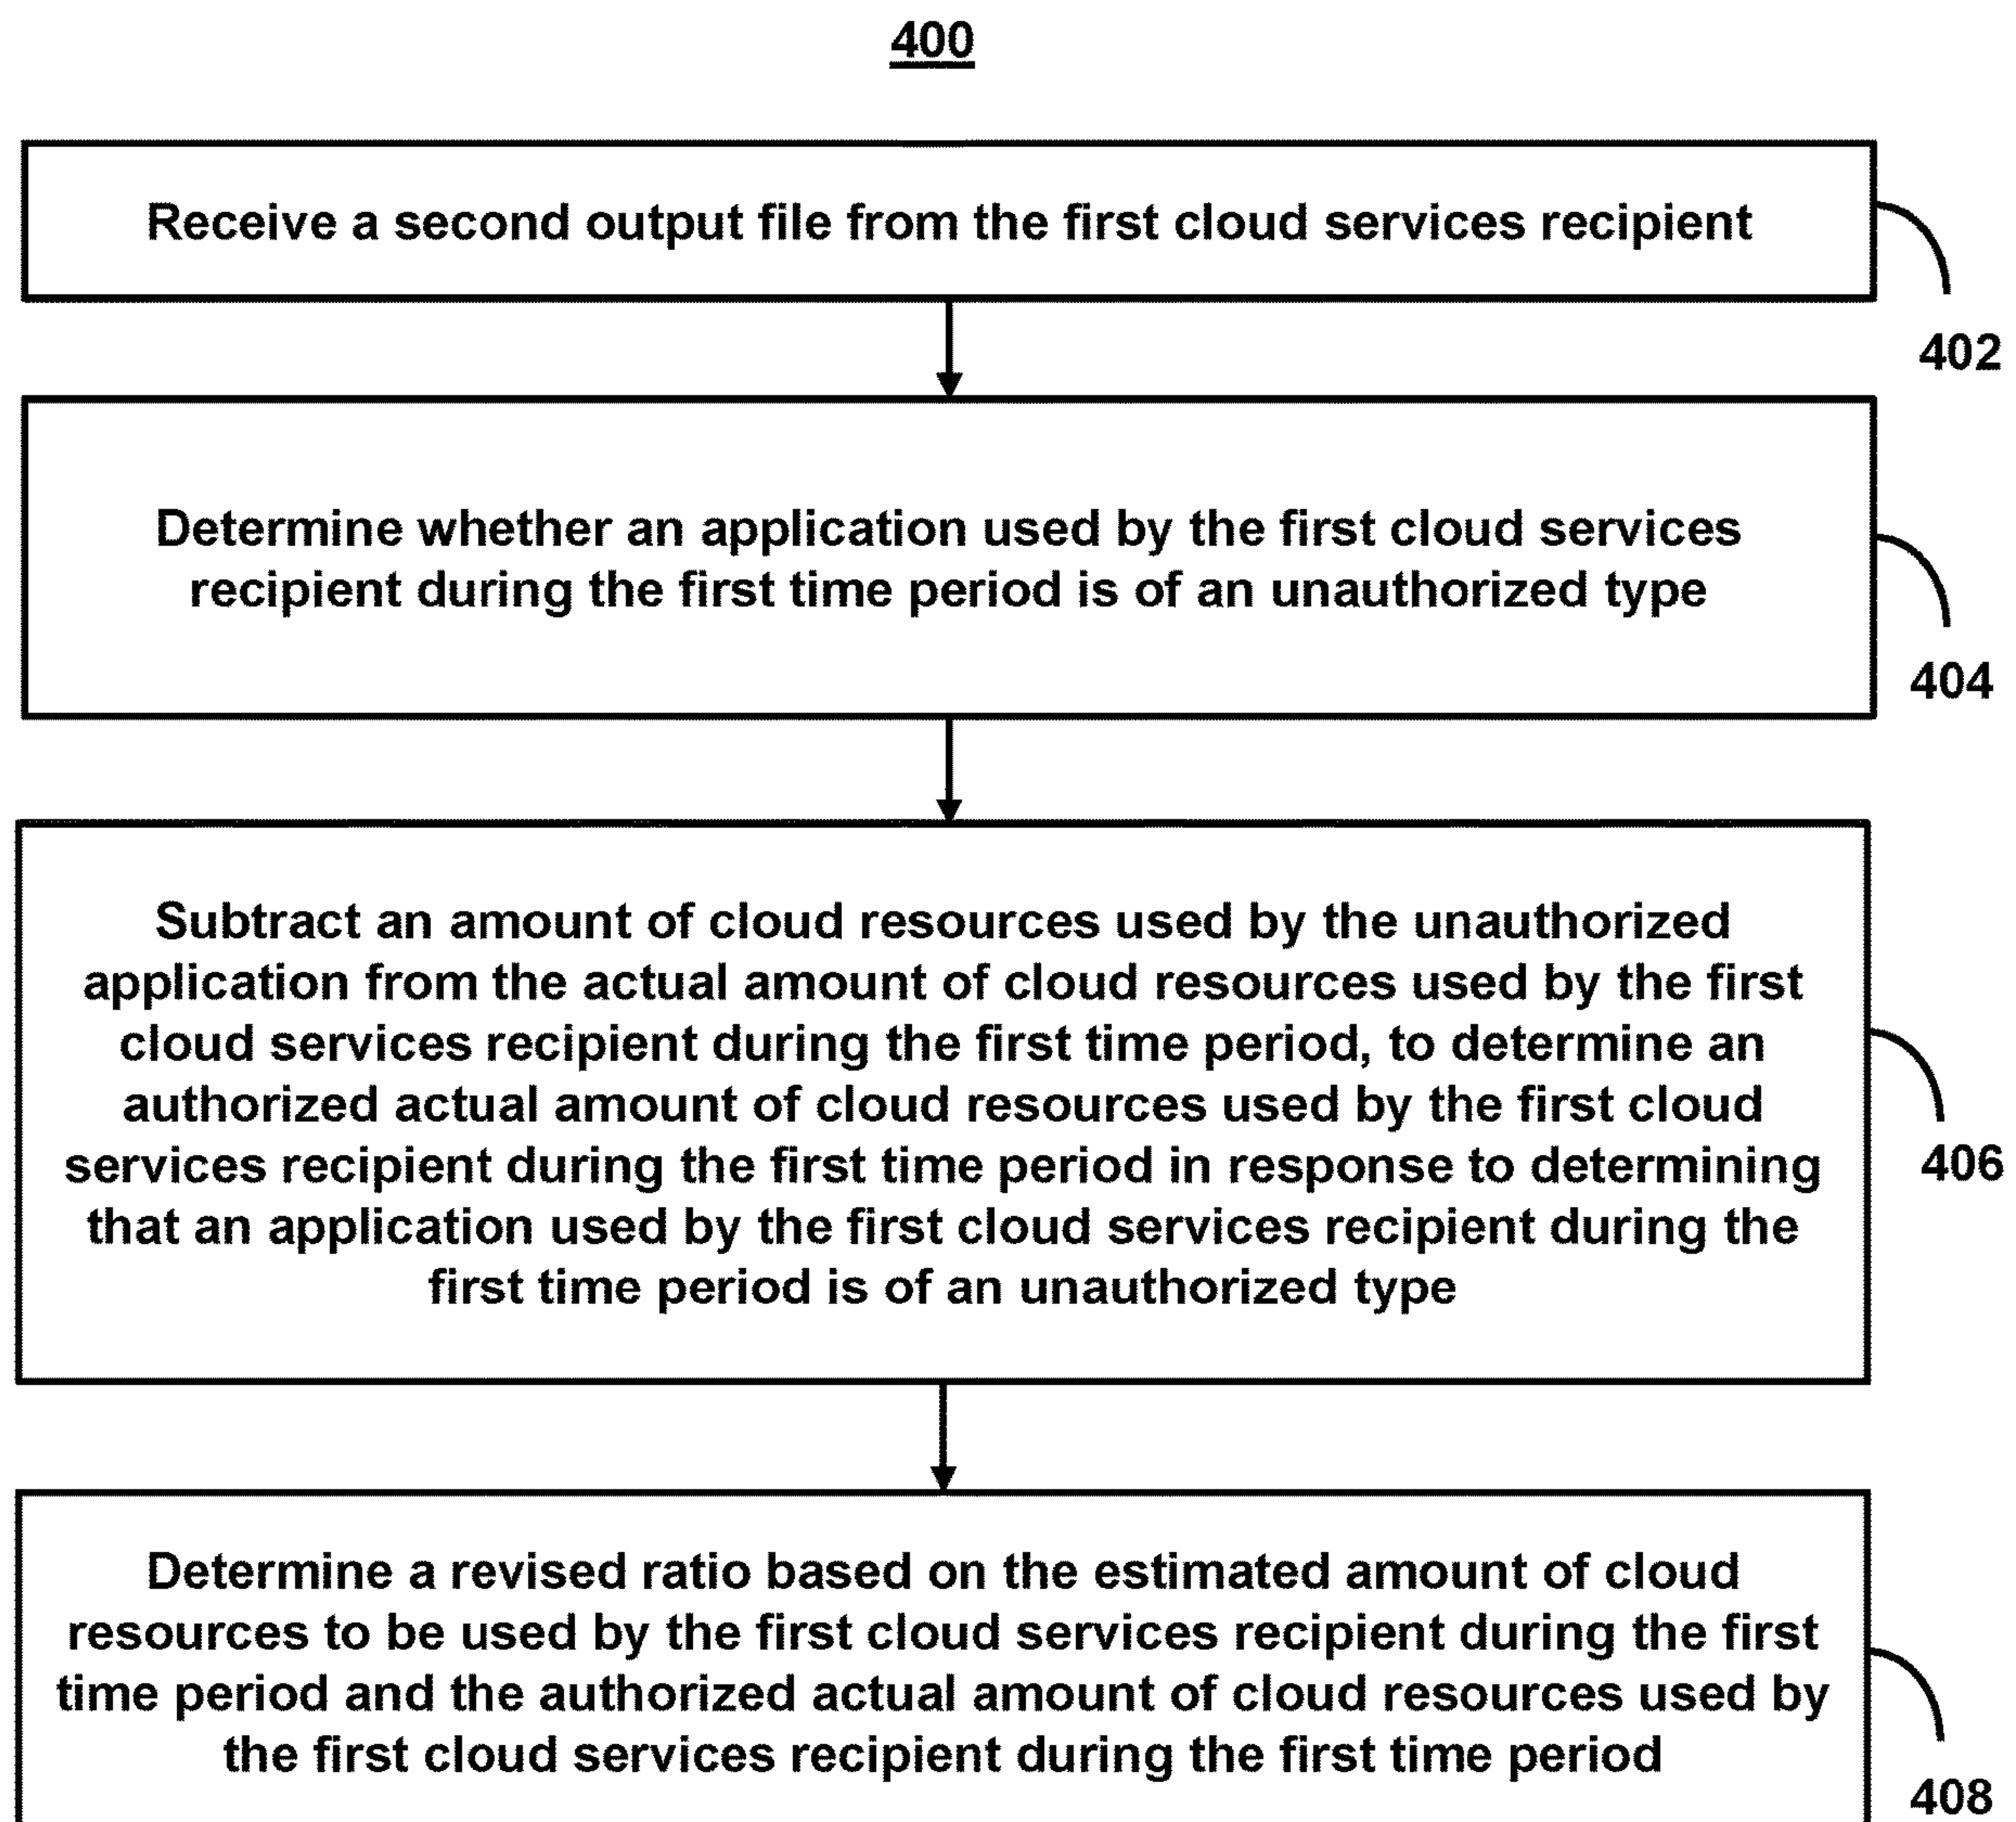 400
Receive a second output file from the first cloud services recipient
402
Determine whether an application used by the first cloud services
recipient during the first time period is of an unauthorized type
404
Subtract an amount of cloud resources used by the unauthorized
application from the actual amount of cloud resources used by the first
cloud services recipient during the first time period, to determine an
authorized actual amount of cloud resources used by the first cloud
services recipient during the first time period in response to determining
that an application used by the first cloud services recipient during the
first time period is of an unauthorized type
406
Determine a revised ratio based on the estimated amount of cloud
resources to be used by the first cloud services recipient during the first
time period and the authorized actual amount of cloud resources used by
the first cloud services recipient during the first time period
408